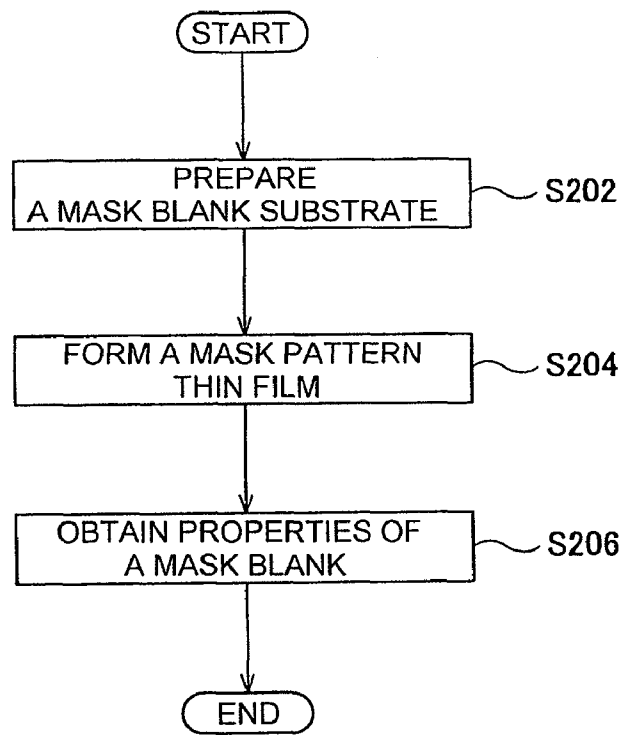 START
PREPARE
A MASK BLANK SUBSTRATE
S202
FORM A MASK PATTERN
THIN FILM
S204
OBTAIN PROPERTIES OF
A MASK BLANK
S206
END